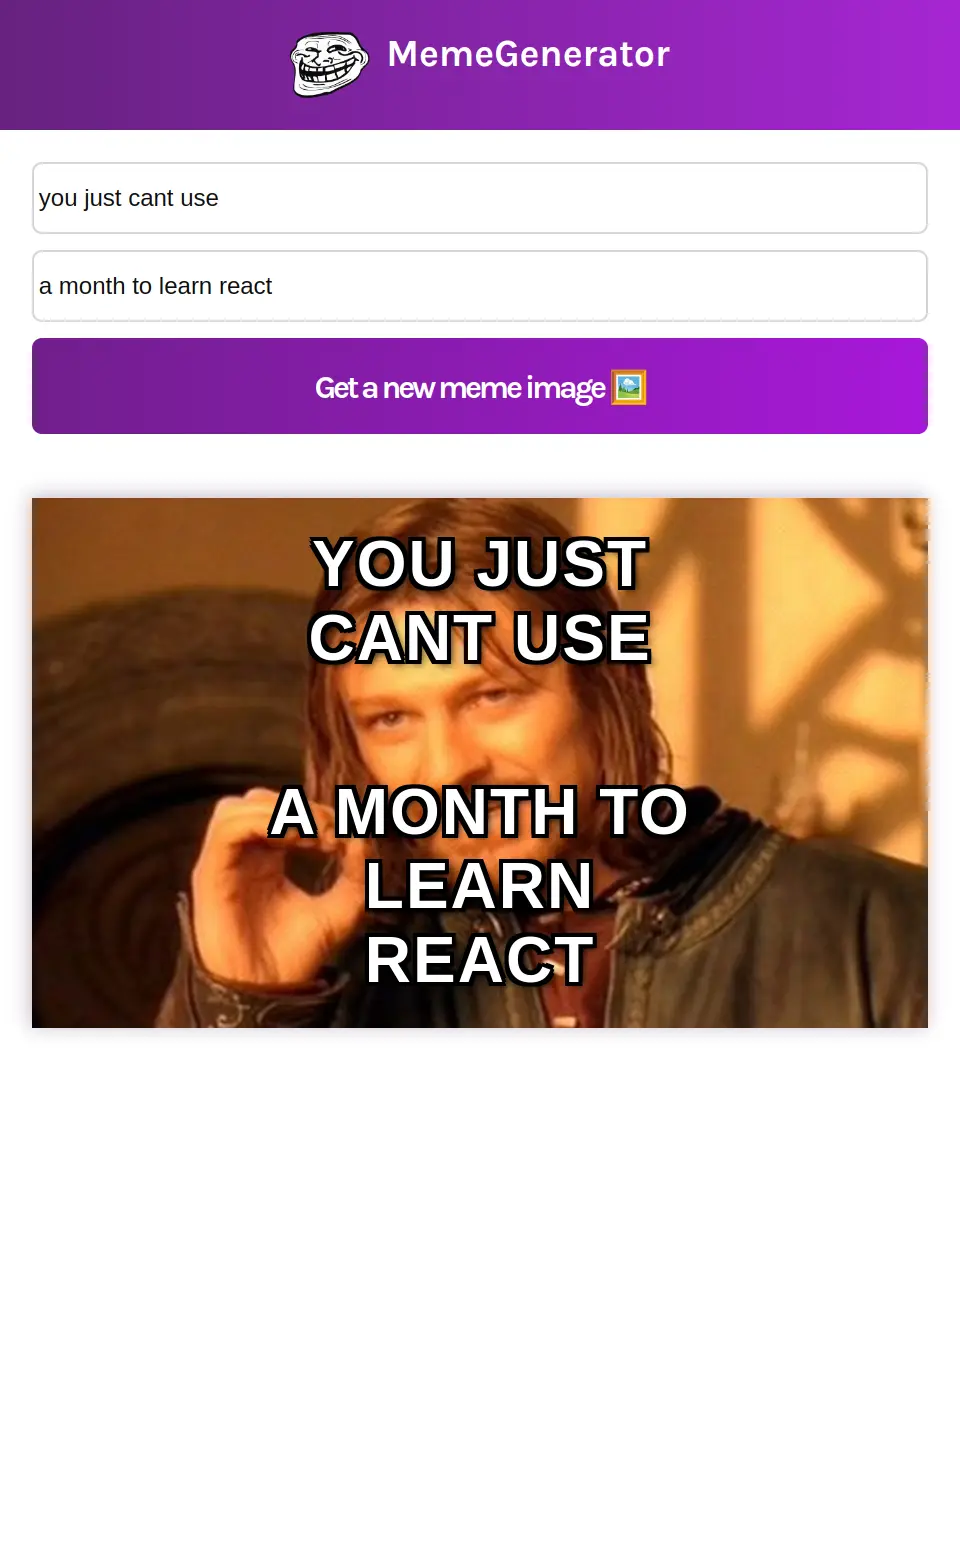 MemeGenerator
you just cant use
a month to learn react
Get a new meme image 🖼️
YOU JUST
CANT USE
A MONTH TO
LEARN
REACT